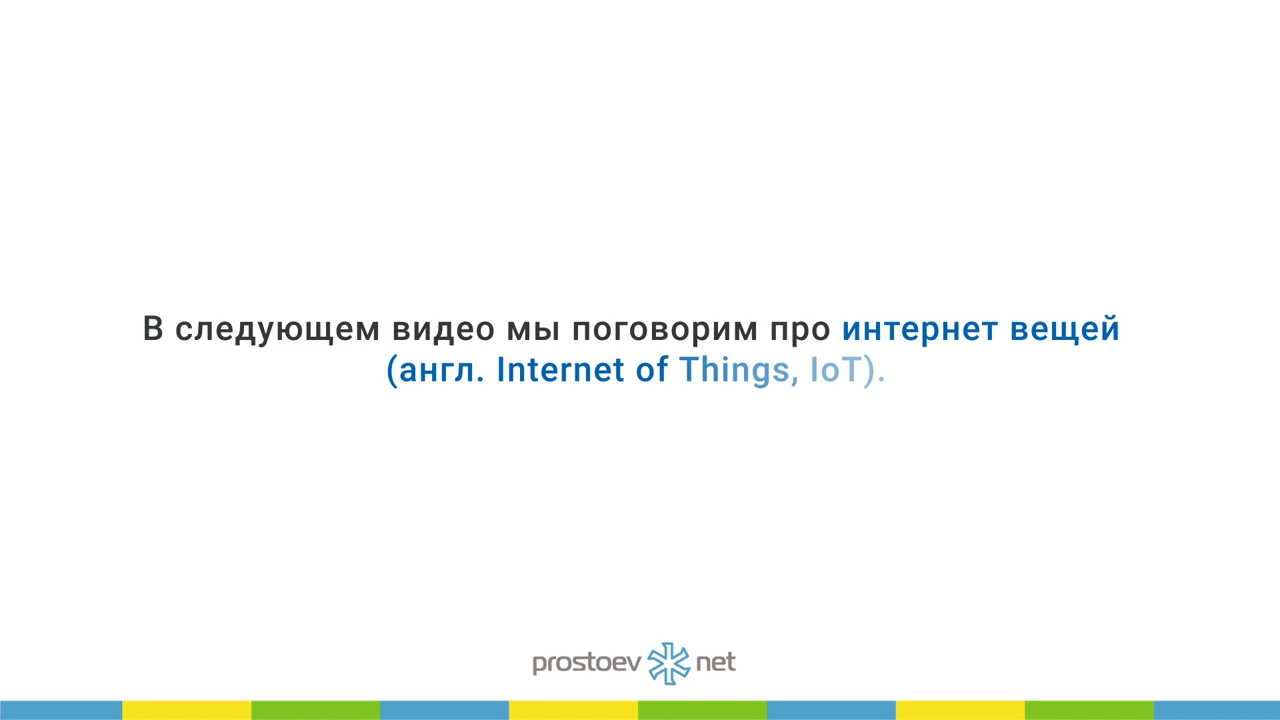 В следующем видео мы поговорим про интернет вещей
(англ. Internet of Things, IoT).
prostoev net